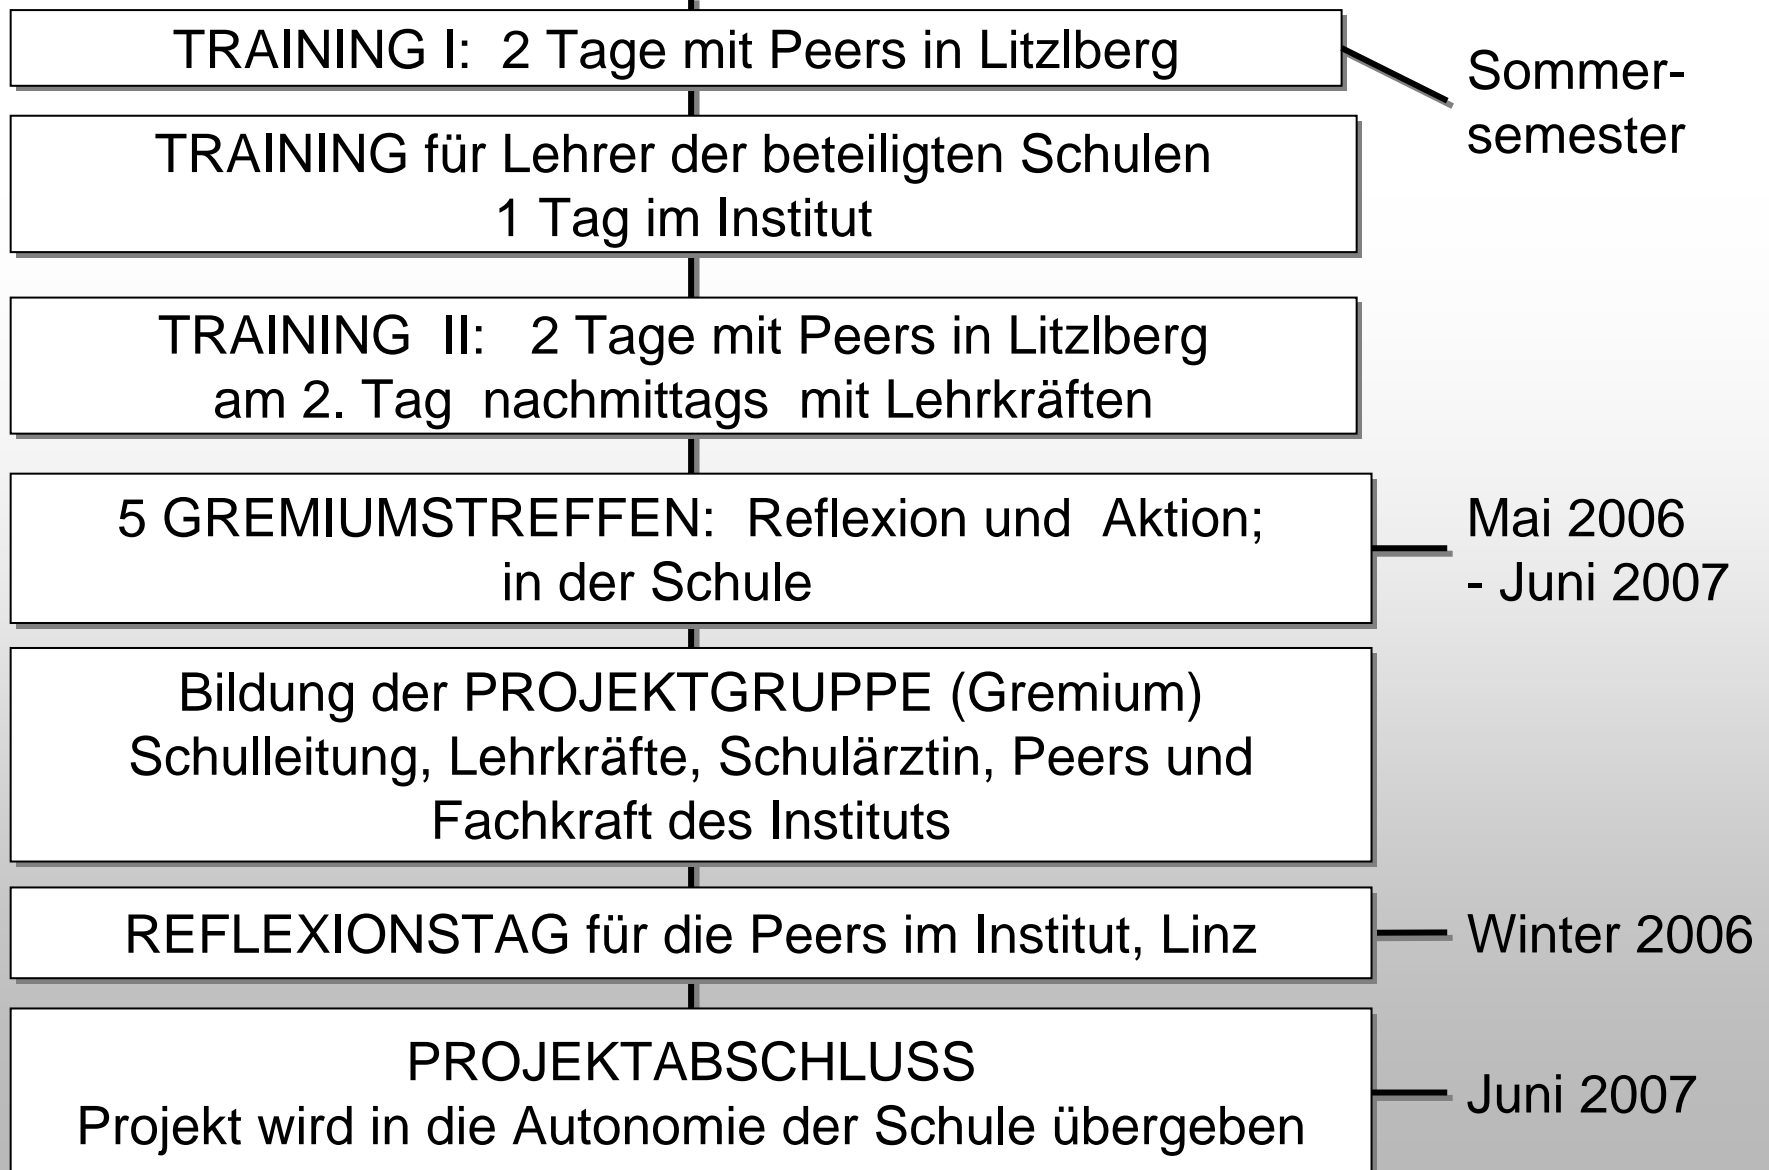 TRAINING I: 2 Tage mit Peers in Litzlberg
Sommer-
semester
TRAINING für Lehrer der beteiligten Schulen
1 Tag im Institut
TRAINING II: 2 Tage mit Peers in Litzlberg
am 2. Tag nachmittags mit Lehrkräften
5 GREMIUMSTREFFEN: Reflexion und Aktion;
in der Schule
Mai 2006
- Juni 2007
Bildung der PROJEKTGRUPPE (Gremium)
Schulleitung, Lehrkräfte, Schulärztin, Peers und
Fachkraft des Instituts
REFLEXIONSTAG für die Peers im Institut, Linz
Winter 2006
PROJEKTABSCHLUSS
Projekt wird in die Autonomie der Schule übergeben
Juni 2007